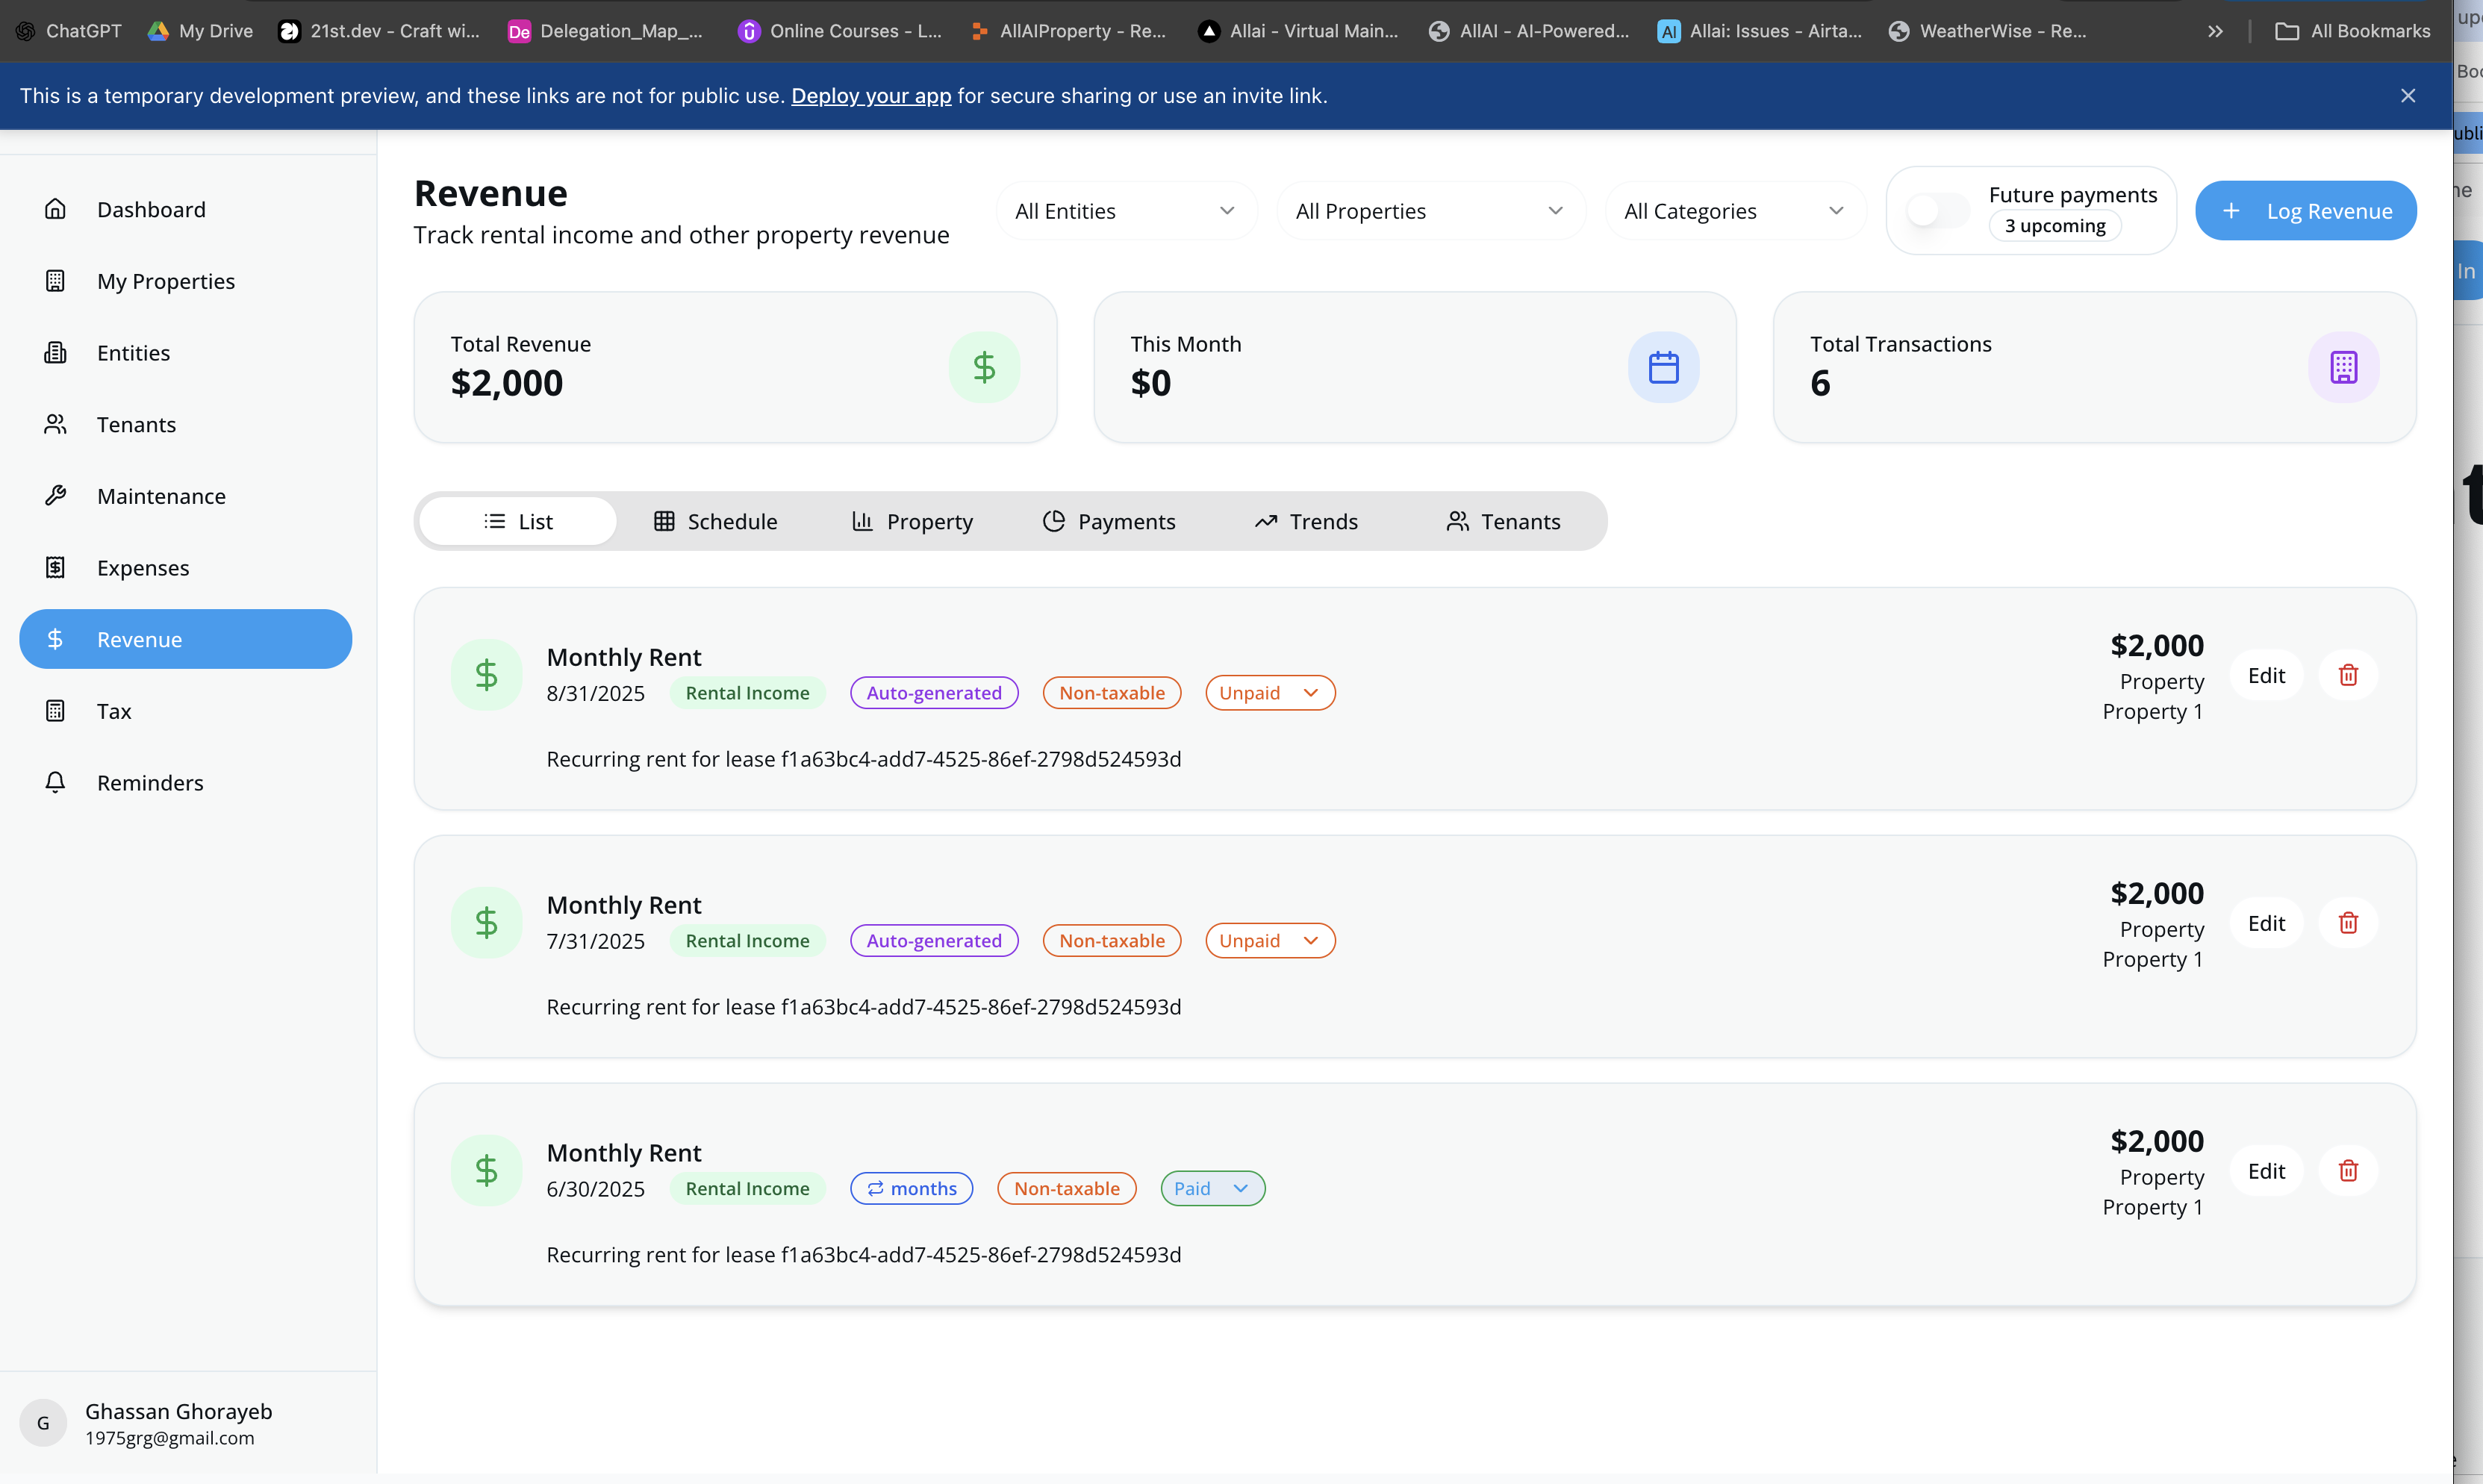 ChatGPT
My Drive
21st.dev - Craft wi...
De Delegation_Map_...
Online Courses - L...
AllAIProperty - Re...
Allai - Virtual Main...
AllAI - AI-Powered...
AI Allai: Issues - Airta...
WeatherWise - Re...
All Bookmarks
This is a temporary development preview, and these links are not for public use. Deploy your app for secure sharing or use an invite link.
Dashboard
My Properties
Entities
Tenants
Maintenance
Expenses
Revenue
Tax
Reminders
G
Ghassan Ghorayeb
1975grg@gmail.com
Revenue
Track rental income and other property revenue
All Entities
All Properties
All Categories
Future payments
3 upcoming
+ Log Revenue
Total Revenue
$2,000
This Month
$0
Total Transactions
6
List
Schedule
Property
Payments
Trends
Tenants
Monthly Rent
8/31/2025 Rental Income Auto-generated Non-taxable Unpaid
Recurring rent for lease f1a63bc4-add7-4525-86ef-2798d524593d
$2,000
Property
Property 1
Edit
Monthly Rent
7/31/2025 Rental Income Auto-generated Non-taxable Unpaid
Recurring rent for lease f1a63bc4-add7-4525-86ef-2798d524593d
$2,000
Property
Property 1
Edit
Monthly Rent
6/30/2025 Rental Income months Non-taxable Paid
Recurring rent for lease f1a63bc4-add7-4525-86ef-2798d524593d
$2,000
Property
Property 1
Edit